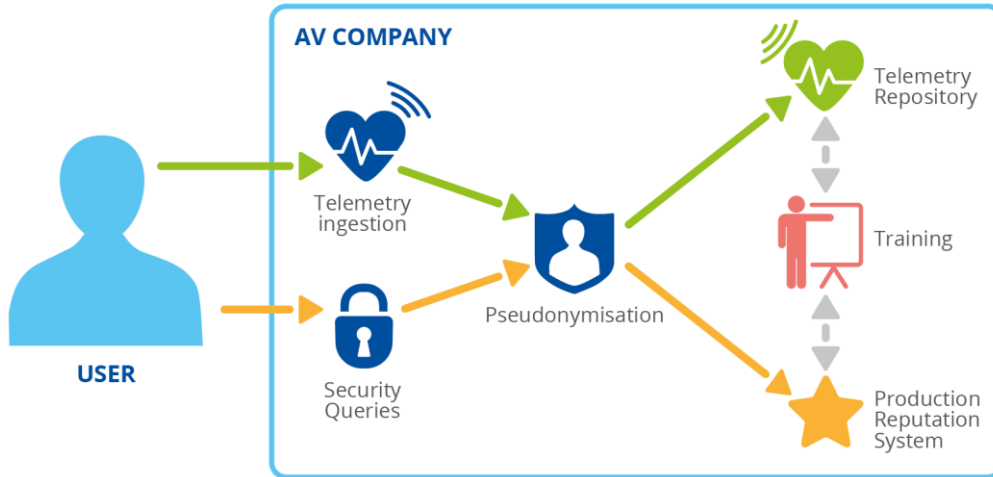 AV COMPANY
Telemetry
Repository
Telemetry
ingestion
Training
Pseudonymisation
USER
Security
Queries
Production
Reputation
System